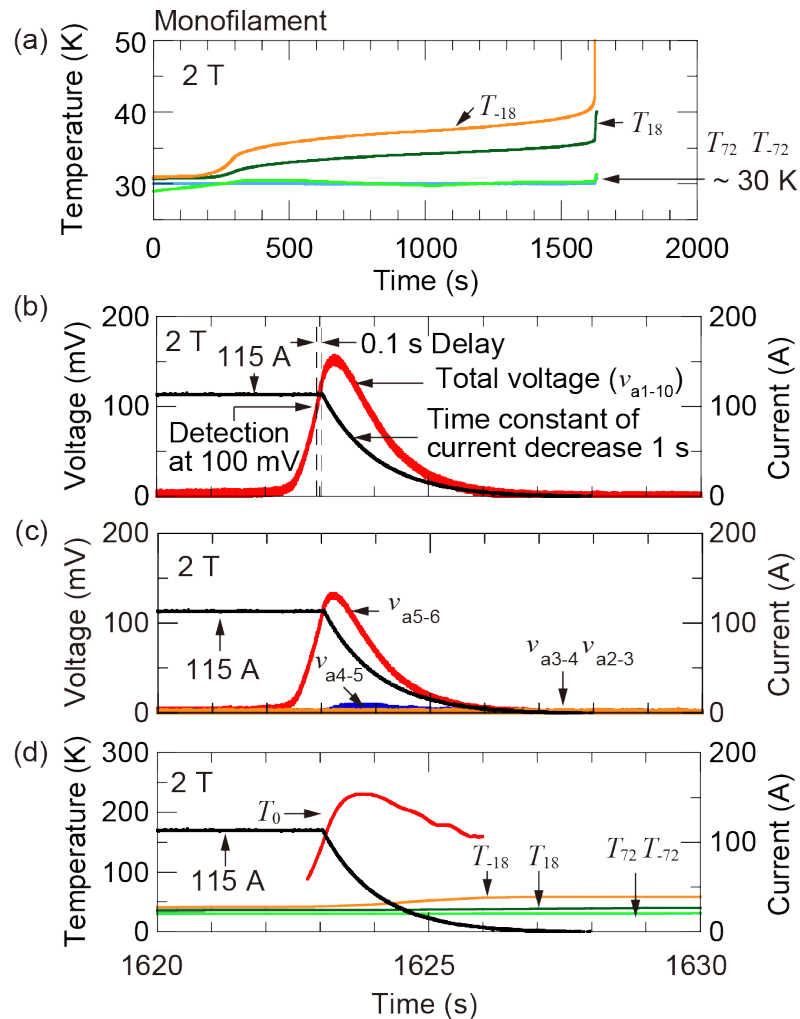 Monofilament
(a)
50
40
30
Temperature (K)
2 T
T-18
T18
T72 T-72
~ 30 K
0 500 1000 1500 2000
Time (s)
(b)
200
100
0
Voltage (mV)
2 T
115 A
0.1 s Delay
Total voltage (va1-10)
Detection
at 100 mV
Time constant of
current decrease 1 s
200
100
0
Current (A)
(c)
200
100
0
Voltage (mV)
2 T
115 A
va5-6
va4-5
va3-4 va2-3
200
100
0
Current (A)
(d)
300
250
200
150
100
50
0
Temperature (K)
2 T
T0
115 A
T-18 T18 T72 T-72
200
100
0
Current (A)
1620 1625 1630
Time (s)